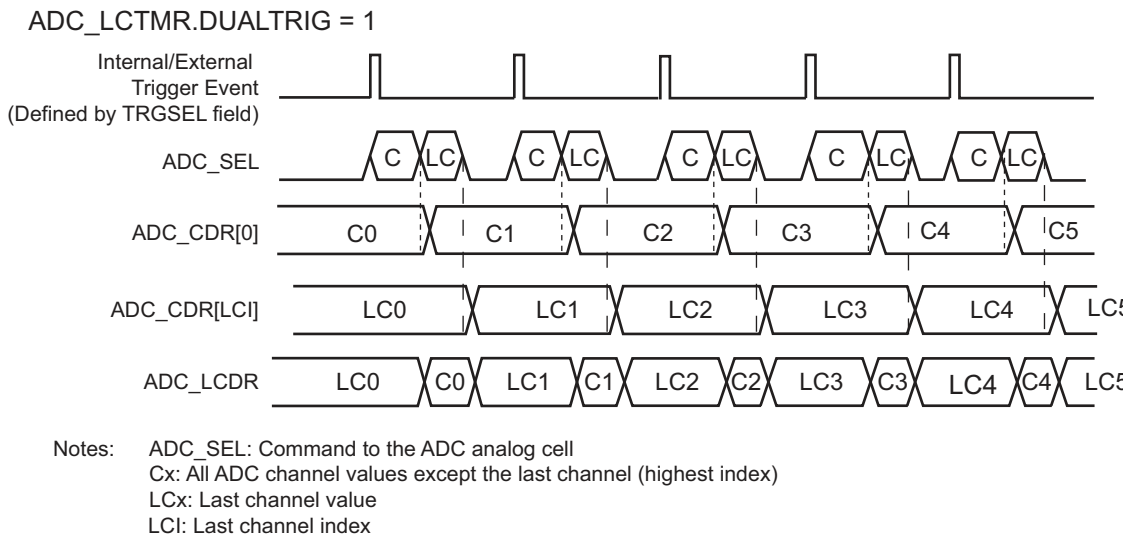 ADC_LCTMR.DUALTRIG = 1
Internal/External
Trigger Event
(Defined by TRGSEL field)
ADC_SEL C LC C LC C LC C LC C LC
ADC_CDR[0] C0 C1 C2 C3 C4 C5
ADC_CDR[LCI] LC0 LC1 LC2 LC3 LC4 LC5
ADC_LCDR LC0 C0 LC1 C1 LC2 C2 LC3 C3 LC4 C4 LC5
Notes: ADC_SEL: Command to the ADC analog cell
Cx: All ADC channel values except the last channel (highest index)
LCx: Last channel value
LCI: Last channel index